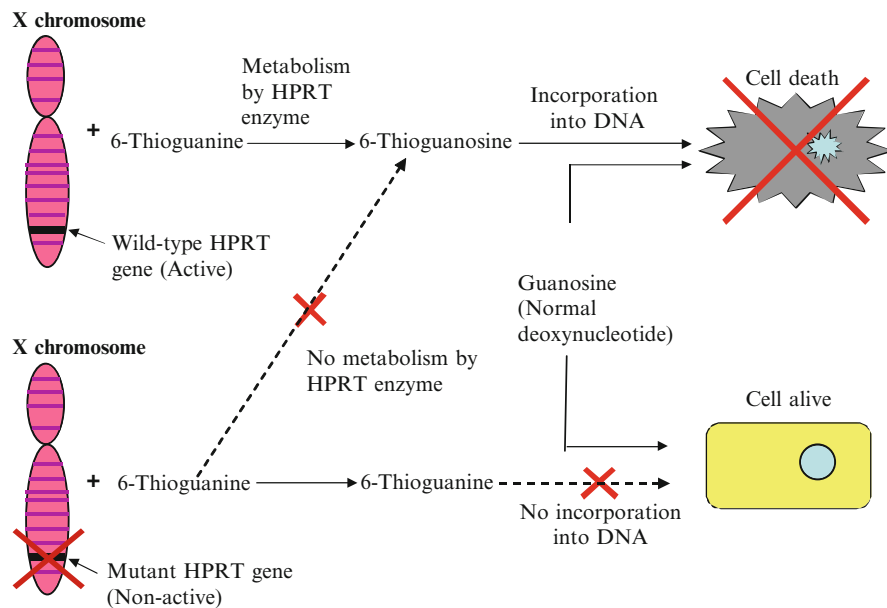 X chromosome
Cell death
Metabolism
by HPRT
enzyme
Incorporation
into DNA
+
6-Thioguanine
6-Thioguanosine
Wild-type HPRT
gene (Active)
Guanosine
(Normal
deoxynucleotide)
X chromosome
No metabolism by
HPRT enzyme
Cell alive
+
6-Thioguanine
6-Thioguanine
No incorporation
into DNA
Mutant HPRT gene
(Non-active)